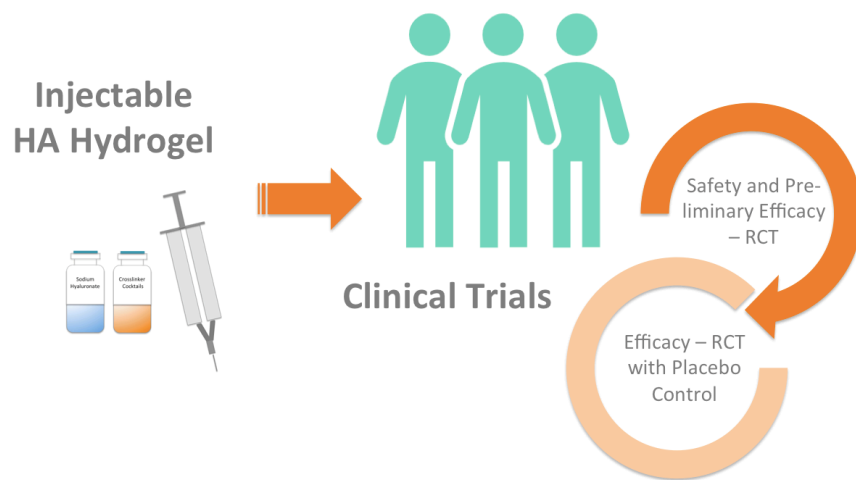 Injectable
HA Hydrogel
Sodium
Hyaluronate
Crosslinker
Cocktails
Clinical Trials
Safety and Pre-
liminary Efficacy
– RCT
Efficacy – RCT
with Placebo
Control